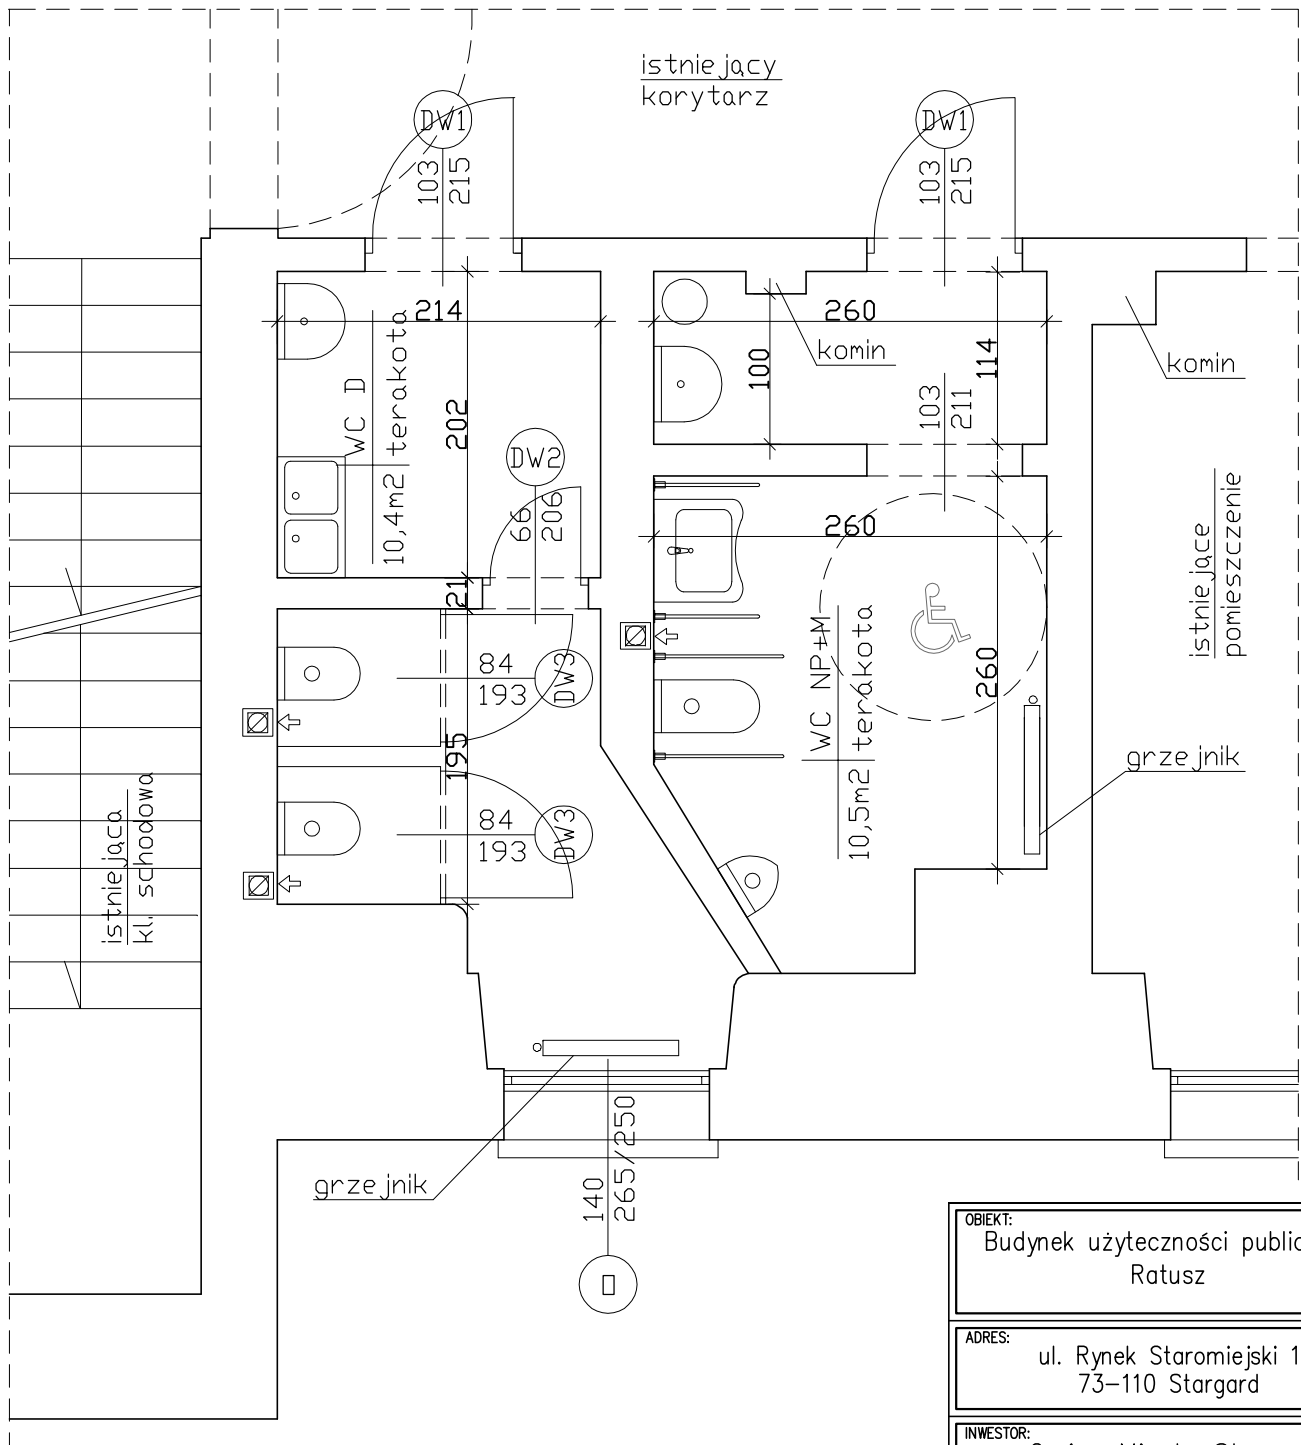 istniejący
korytarz
DW1
103
215
DW1
103
215
214
260
komin
100
114
komin
WC D
10,4m2 terakota
202
103
211
DW2
66
206
260
istniejące
pomieszczenie
21
84
193
DW3
WC NP+M
10,5m2 terakota
260
195
grzejnik
istniejąca
kl. schodowa
84
193
DW3
grzejnik
140
265/250
OBIEKT:
Budynek użyteczności public
Ratusz
ADRES:
ul. Rynek Staromiejski 1
73-110 Stargard
INWESTOR: